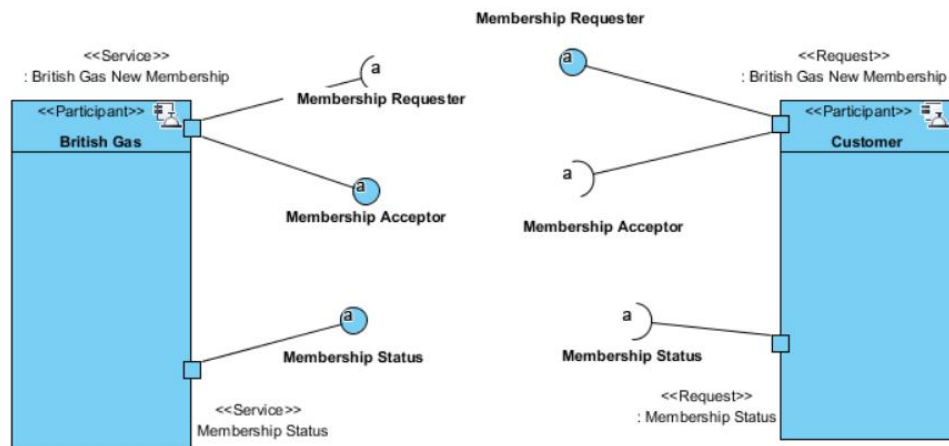 Membership Requester
<<Service>>
: British Gas New Membership
a
a
<<Request>>
: British Gas New Membership
<<Participant>>
British Gas
Membership Requester
<<Participant>>
Customer
a
Membership Acceptor
a
Membership Acceptor
a
Membership Status
a
Membership Status
<<Service>>
Membership Status
<<Request>>
: Membership Status